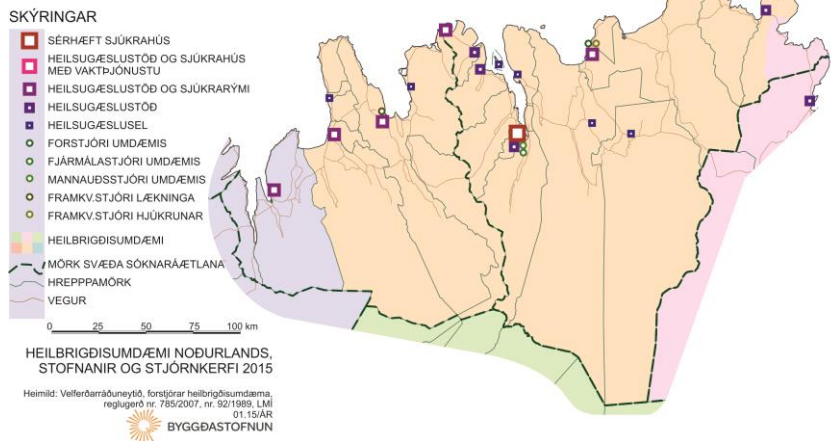 SKÝRINGAR
SÉRHÆFT SJÚKRAHÚS
HEILSUGÆSLUSTÖÐ OG SJÚKRAHÚS
MEÐ VAKTÞJÓNUSTU
HEILSUGÆSLUSTÖÐ OG SJÚKRARÝMI
HEILSUGÆSLUSTÖÐ
HEILSUGÆSLUSEL
FORSTJÓRI UMDÆMIS
FJÁRMÁLASTJÓRI UMDÆMIS
MANNAUÐSSTJÓRI UMDÆMIS
FRAMKV.STJÓRI LÆKNINGA
FRAMKV.STJÓRI HJÚKRUNAR
HEILBRIGÐISUMDÆMI
MÖRK SVÆÐA SÓKNARÁÆTLANA
HREPPPAMÖRK
VEGUR
0 25 50 75 100 km
HEILBRIGÐISUMDÆMI NOÐURLANDS,
STOFNANIR OG STJÓRNKERFI 2015
Heimild: Velferðarráðuneytið, forstjórar heilbrigðisumdæma,
reglugerð nr. 785/2007, nr. 92/1989, LMÍ
01.15/ÁR
BYGGÐASTOFNUN